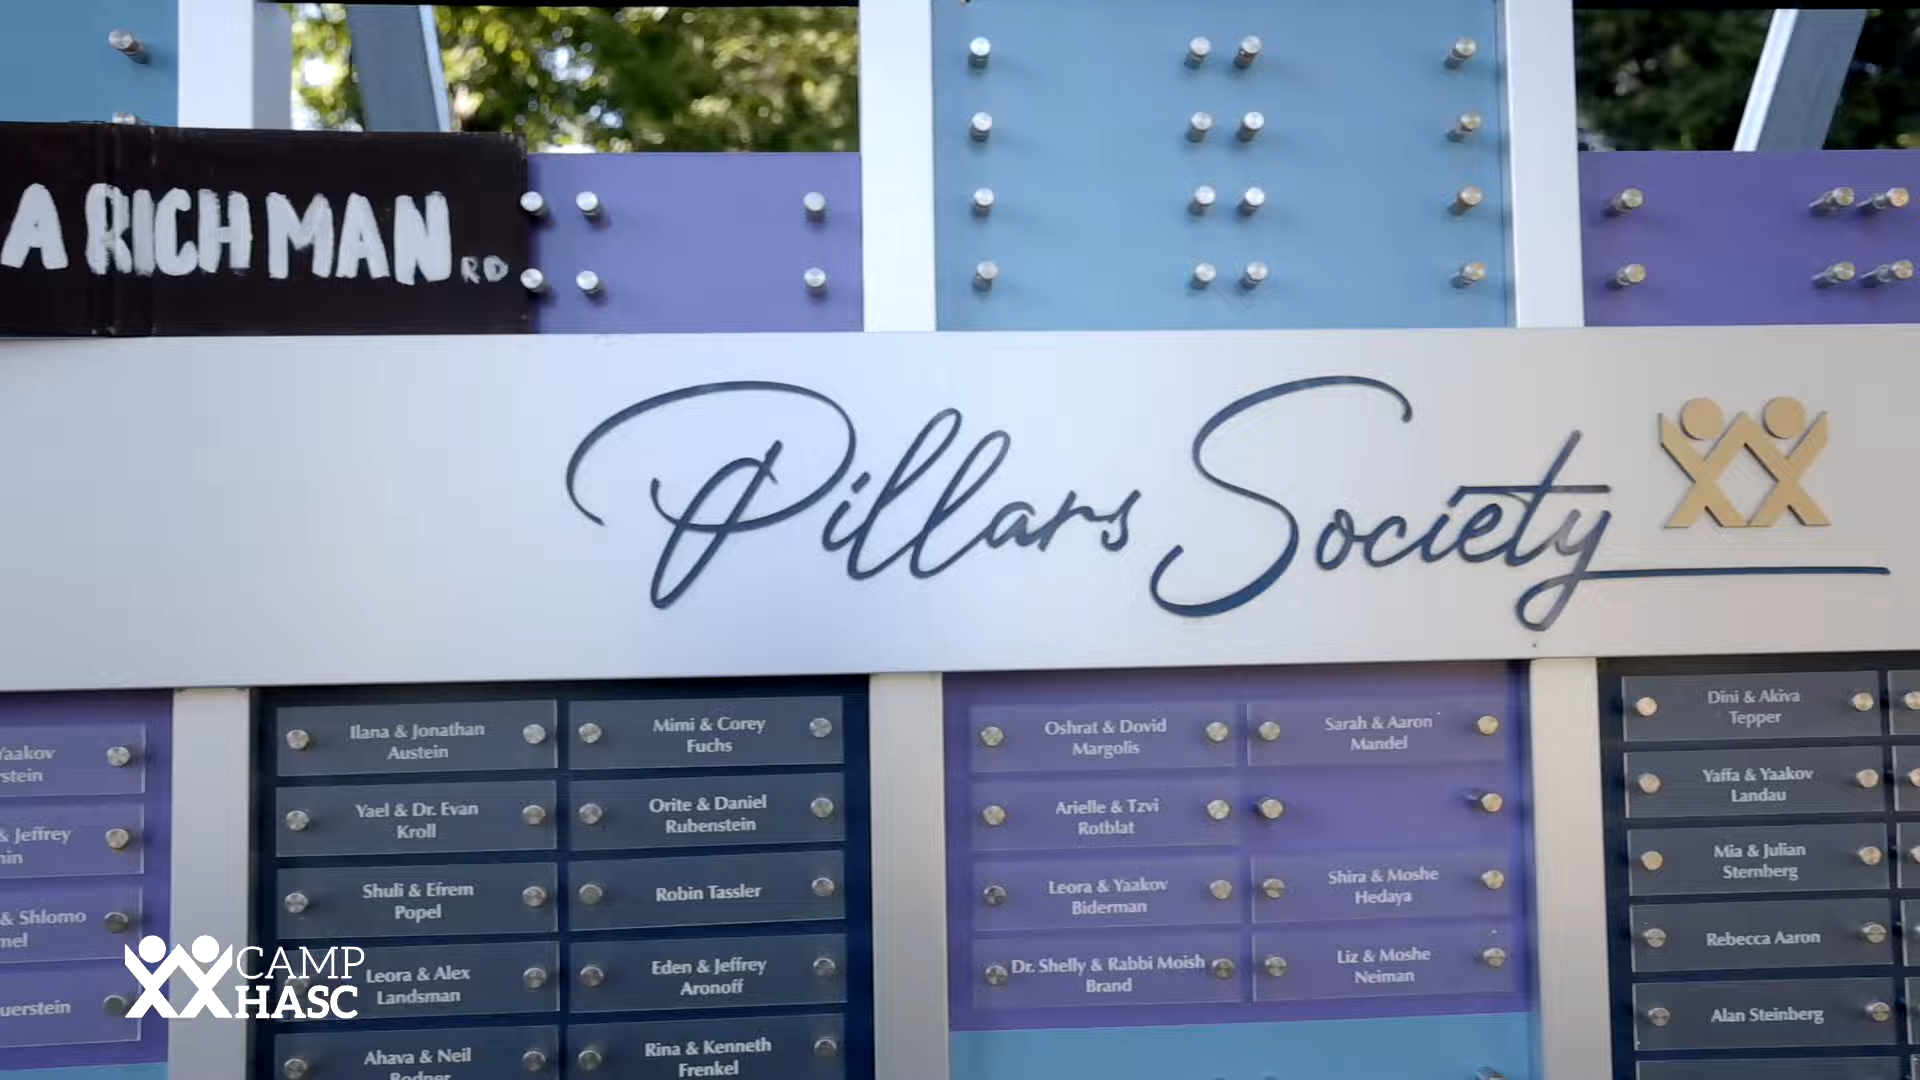 A RICH MAN RD
Pillars Society
Yaakov
& Jeffrey
& Shlomo
Ilana & Jonathan
Austein
Yael & Dr. Evan
Kroll
Shuli & Efrem
Popel
Leora & Alex
Landsman
Ahava & Neil
Mimi & Corey
Fuchs
Orite & Daniel
Rubenstein
Robin Tassler
Eden & Jeffrey
Aronoff
Rina & Kenneth
Frenkel
Oshrat & Dovid
Margolis
Arielle & Tzvi
Rotblat
Leora & Yaakov
Biderman
Dr. Shelly & Rabbi Moish
Brand
Sarah & Aaron
Mandel
Shira & Moshe
Hedaya
Liz & Moshe
Neiman
Dini & Akiva
Tepper
Yaffa & Yaakov
Landau
Mia & Julian
Sternberg
Rebecca Aaron
Alan Steinberg
CAMP
HASC